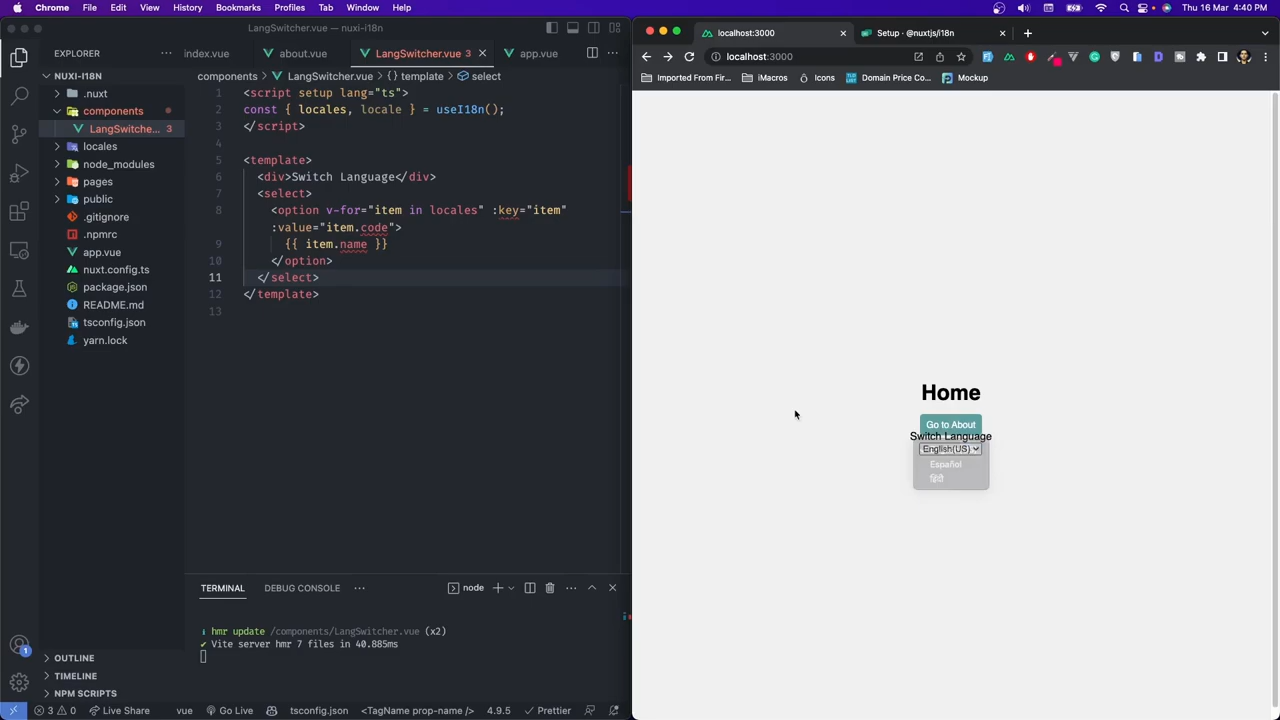 Chrome File Edit View History Bookmarks Profiles Tab Window Help Thu 16 Mar 4:40 PM
LangSwitcher.vue — nuxi-i18n
EXPLORER
NUXI-I18N
.nuxt
components
LangSwitche... 3
locales
node_modules
pages
public
.gitignore
.npmrc
app.vue
nuxt.config.ts
package.json
README.md
tsconfig.json
yarn.lock
OUTLINE
TIMELINE
NPM SCRIPTS
index.vue about.vue LangSwitcher.vue 3 app.vue
components > LangSwitcher.vue > {} template > select
1 <script setup lang="ts">
2 const { locales, locale } = useI18n();
3 </script>
4
5 <template>
6 <div>Switch Language</div>
7 <select>
8 <option v-for="item in locales" :key="item"
:value="item.code">
9 {{ item.name }}
10 </option>
11 </select>
12 </template>
13
TERMINAL DEBUG CONSOLE node
hmr update /components/LangSwitcher.vue (x2)
✔ Vite server hmr 7 files in 40.885ms
1
3 0 Live Share vue Go Live tsconfig.json <TagName prop-name /> 4.9.5 Prettier
localhost:3000 Setup · @nuxtjs/i18n
localhost:3000
Imported From Fir... iMacros Icons Domain Price Co... Mockup
Home
Go to About
Switch Language
English(US)
Español
हिंदी